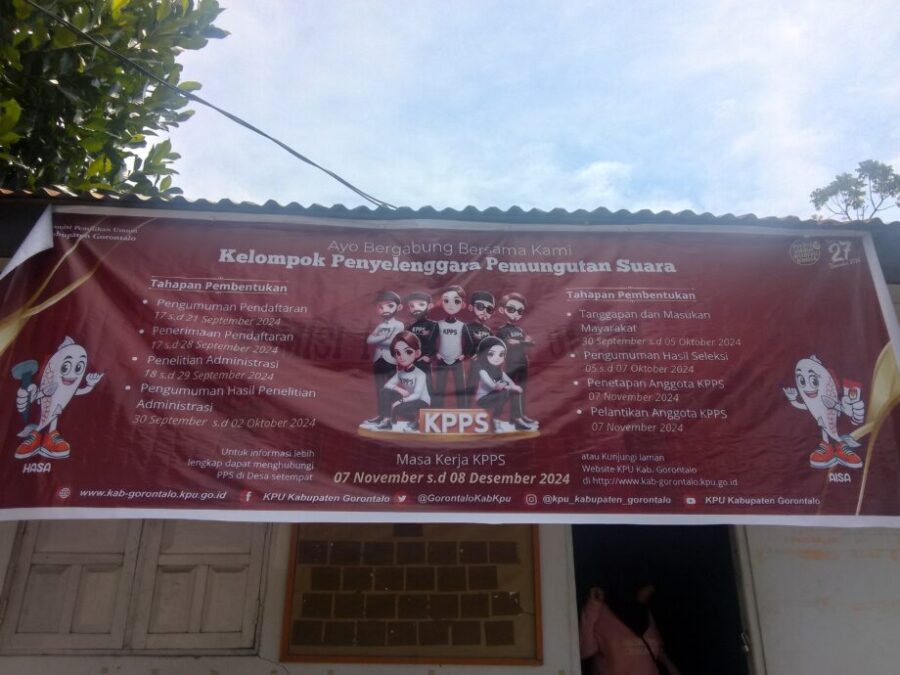 Kabupaten Gorontalo
Ayo Bergabung Bersama Kami
Kelompok Penyelenggara Pemungutan Suara
27
Tahapan Pembentukan
• Pengumuman Pendaftaran
17 s.d 21 September 2024
• Penerimaan Pendaftaran
17 s.d 28 September 2024
• Penelitian Administrasi
18 s.d 29 September 2024
• Pengumuman Hasil Penelitian
Administrasi
30 September s.d 02 Oktober 2024
Untuk informasi lebih
lengkap dapat menghubungi
PPS di Desa setempat
HASA
KPPS
KPPS
KPPS
Masa Kerja KPPS
07 November s.d 08 Desember 2024
Tahapan Pembentukan
• Tanggapan dan Masukan
Mayarakat
30 September s.d 05 Oktober 2024
• Pengumuman Hasil Seleksi
05 s.d 07 Oktober 2024
• Penetapan Anggota KPPS
07 November 2024
• Pelantikan Anggota KPPS
07 November 2024
atau Kunjungi laman
Website KPU Kab. Gorontalo
di http://www.kab-gorontalo.kpu.go.id
AISA
www.kab-gorontalo.kpu.go.id KPU Kabupaten Gorontalo @GorontaloKabKpu @kpu_kabupaten_gorontalo KPU Kabupaten Gorontalo